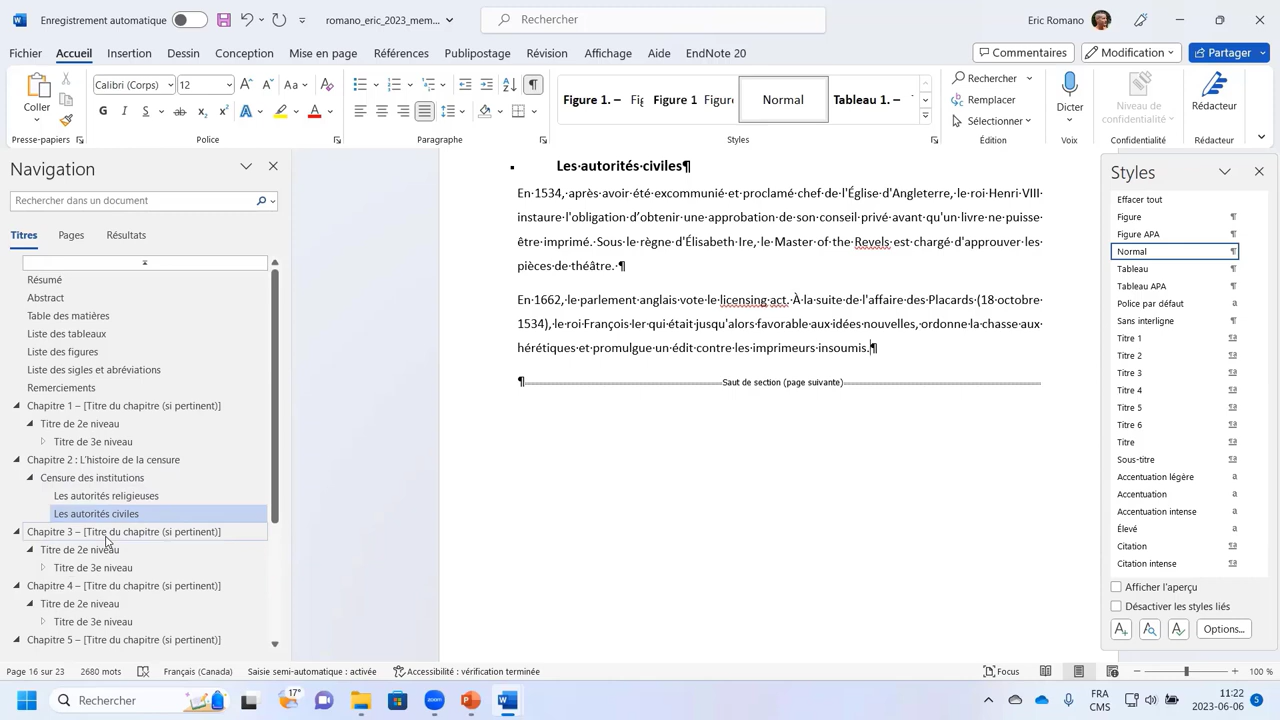 Enregistrement automatique
romano_eric_2023_mem...
Rechercher
Eric Romano
Fichier Accueil Insertion Dessin Conception Mise en page Références Publipostage Révision Affichage Aide EndNote 20
Commentaires Modification Partager
Coller
Presse-papiers
Calibri (Corps) 12
Police
Paragraphe
Figure 1. – Fig Figure 1 Figure Normal Tableau 1. –
Styles
Rechercher
Remplacer
Sélectionner
Édition
Dicter
Voix
Niveau de
confidentialité
Confidentialité
Rédacteur
Rédacteur
Navigation
Rechercher dans un document
Titres Pages Résultats
Résumé
Abstract
Table des matières
Liste des tableaux
Liste des figures
Liste des sigles et abréviations
Remerciements
Chapitre 1 – [Titre du chapitre (si pertinent)]
Titre de 2e niveau
Titre de 3e niveau
Chapitre 2 : L'histoire de la censure
Censure des institutions
Les autorités religieuses
Les autorités civiles
Chapitre 3 – [Titre du chapitre (si pertinent)]
Titre de 2e niveau
Titre de 3e niveau
Chapitre 4 – [Titre du chapitre (si pertinent)]
Titre de 2e niveau
Titre de 3e niveau
Chapitre 5 – [Titre du chapitre (si pertinent)]
Les·autorités·civiles¶
En·1534,·après·avoir·été·excommunié·et·proclamé·chef·de·l'Église·d'Angleterre,·le·roi·Henri·VIII·
instaure·l'obligation·d’obtenir·une·approbation·de·son·conseil·privé·avant·qu'un·livre·ne·puisse·
être·imprimé.·Sous·le·règne·d'Élisabeth·Ire,·le·Master·of·the·Revels·est·chargé·d'approuver·les·
pièces·de·théâtre.·¶
En·1662,·le·parlement·anglais·vote·le·licensing·act.·À·la·suite·de·l'affaire·des·Placards·(18·octobre·
1534),·le·roi·François·Ier·qui·était·jusqu'alors·favorable·aux·idées·nouvelles,·ordonne·la·chasse·aux·
hérétiques·et·promulgue·un·édit·contre·les·imprimeurs·insoumis.¶
¶ Saut de section (page suivante)
Styles
Effacer tout
Figure ¶
Figure APA ¶
Normal ¶
Tableau ¶
Tableau APA ¶
Police par défaut a
Sans interligne ¶
Titre 1 ¶a
Titre 2 ¶a
Titre 3 ¶a
Titre 4 ¶a
Titre 5 ¶a
Titre 6 ¶a
Titre ¶a
Sous-titre ¶a
Accentuation légère a
Accentuation a
Accentuation intense a
Élevé a
Citation ¶a
Citation intense ¶a
Afficher l'aperçu
Désactiver les styles liés
Options...
Page 16 sur 23 2680 mots Français (Canada) Saisie semi-automatique : activée Accessibilité : vérification terminée Focus 100 %
Rechercher
17°
FRA
CMS
11:22
2023-06-06
5